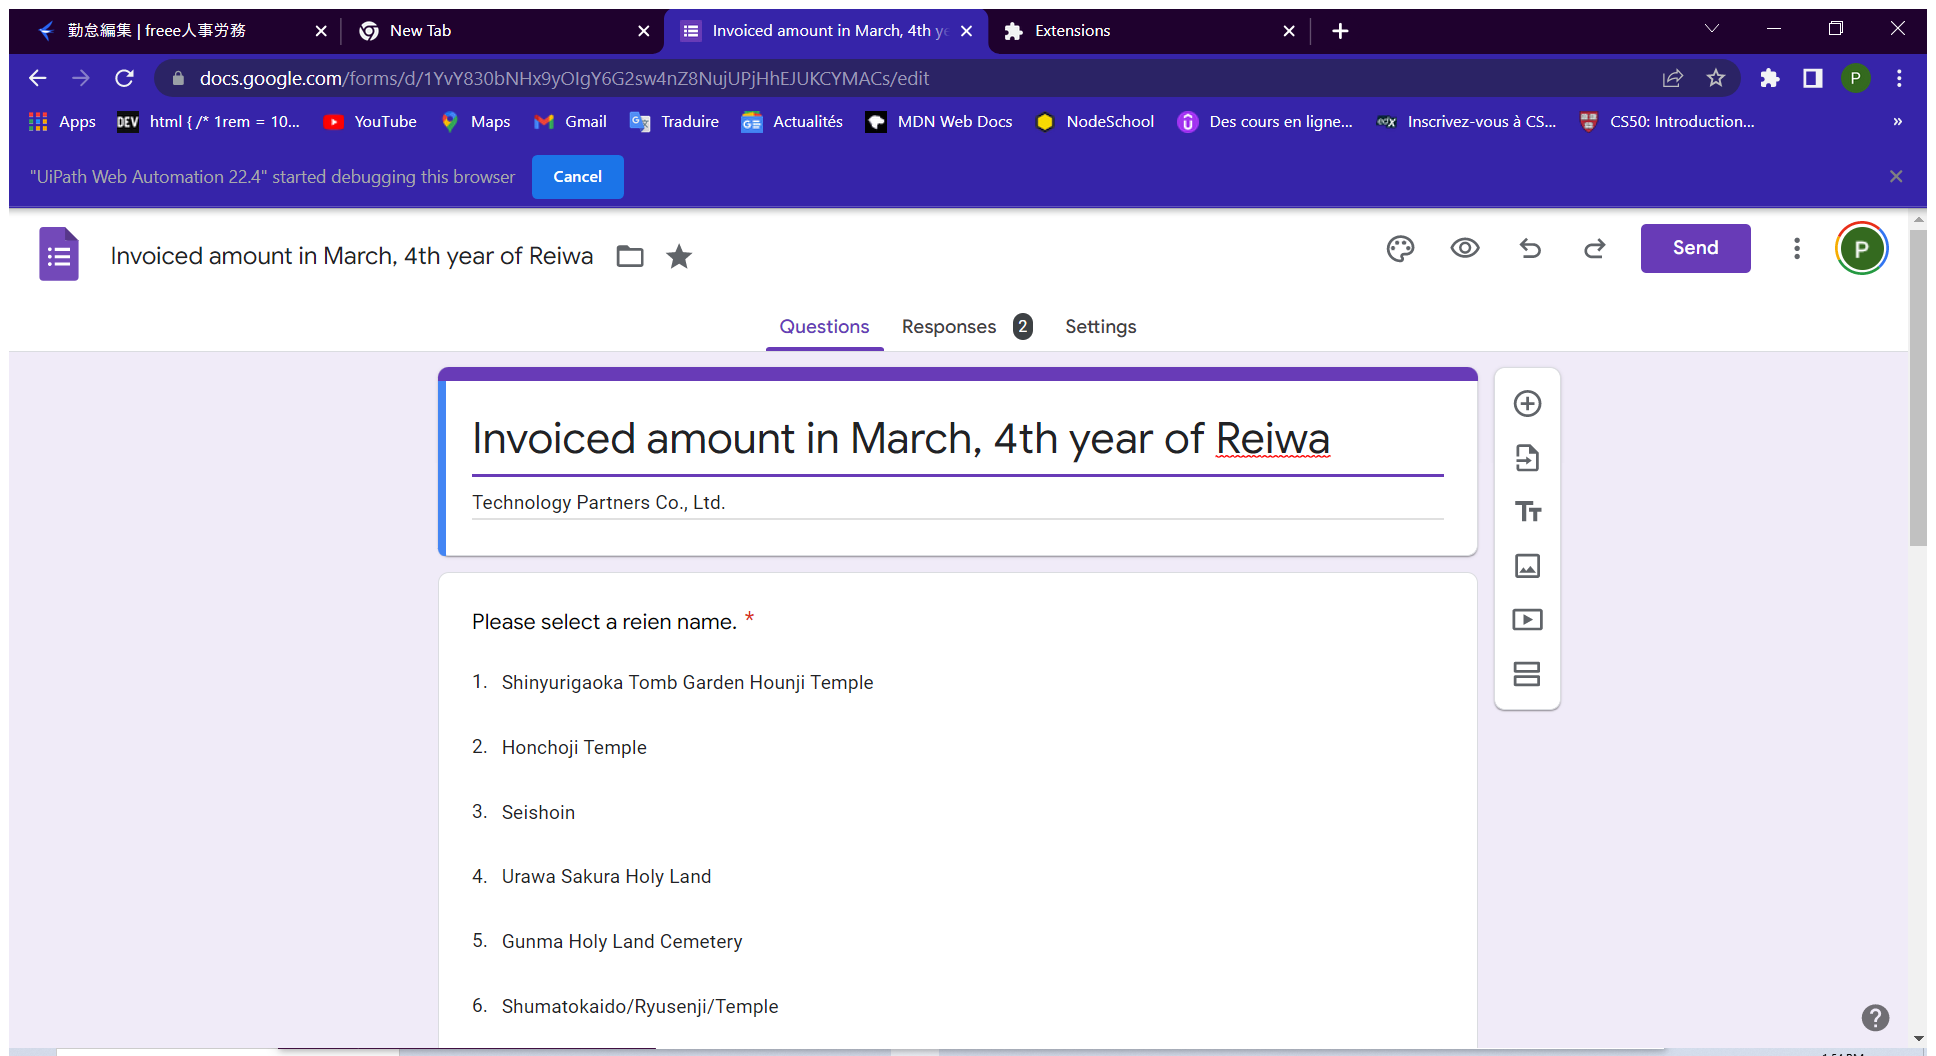 勤怠編集 | freee人事労務
New Tab
Invoiced amount in March, 4th ye
Extensions
docs.google.com/forms/d/1YvY830bNHx9yOIgY6G2sw4nZ8NujUPjHhEJUKCYMACs/edit
P
Apps
DEV html { /* 1rem = 10...
YouTube
Maps
Gmail
Traduire
Actualités
MDN Web Docs
NodeSchool
Des cours en ligne...
edX Inscrivez-vous à CS...
CS50: Introduction...
»
"UiPath Web Automation 22.4" started debugging this browser
Cancel
Invoiced amount in March, 4th year of Reiwa
Send
P
Questions
Responses 2
Settings
Invoiced amount in March, 4th year of Reiwa
Technology Partners Co., Ltd.
Please select a reien name. *
1. Shinyurigaoka Tomb Garden Hounji Temple
2. Honchoji Temple
3. Seishoin
4. Urawa Sakura Holy Land
5. Gunma Holy Land Cemetery
6. Shumatokaido/Ryusenji/Temple